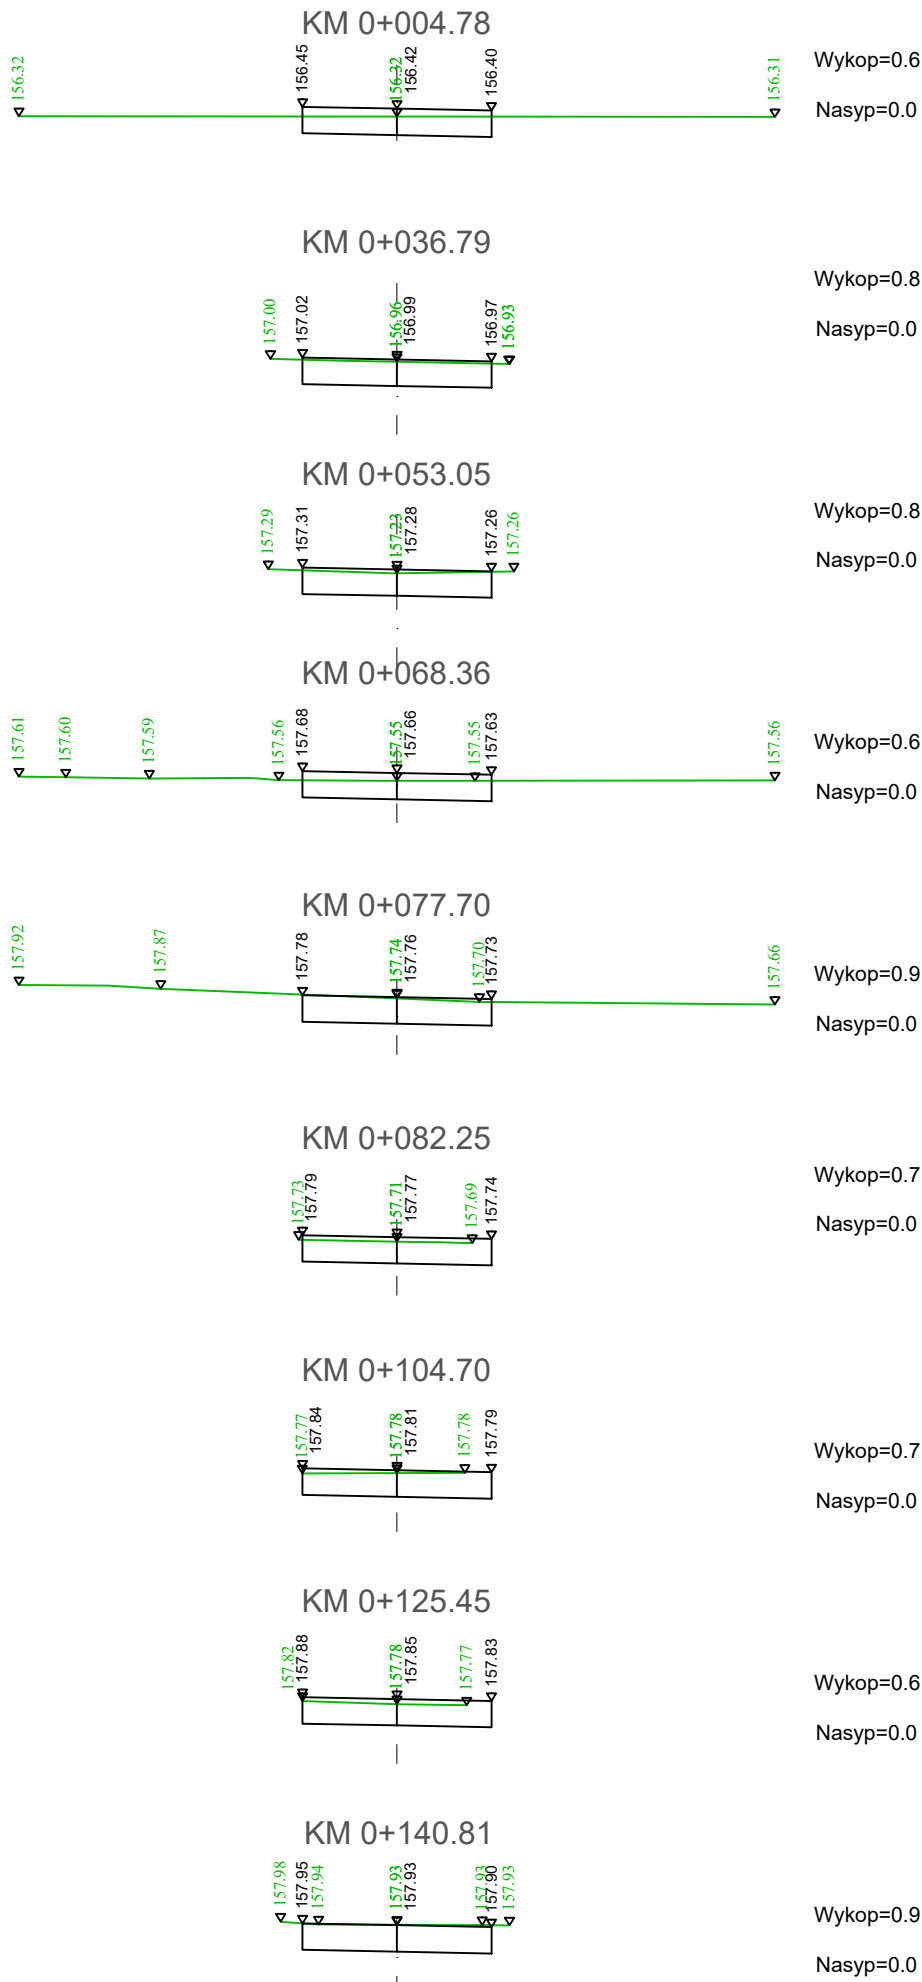 KM 0+004.78
156.32
156.45
156.32
156.42
156.40
156.31
Wykop=0.6
Nasyp=0.0
KM 0+036.79
157.00
157.02
156.96
156.99
156.97
156.93
Wykop=0.8
Nasyp=0.0
KM 0+053.05
157.29
157.31
157.23
157.28
157.26
157.26
Wykop=0.8
Nasyp=0.0
KM 0+068.36
157.61
157.60
157.59
157.56
157.68
157.55
157.66
157.55
157.63
157.56
Wykop=0.6
Nasyp=0.0
KM 0+077.70
157.92
157.87
157.78
157.74
157.76
157.70
157.73
157.66
Wykop=0.9
Nasyp=0.0
KM 0+082.25
157.73
157.79
157.71
157.77
157.69
157.74
Wykop=0.7
Nasyp=0.0
KM 0+104.70
157.77
157.84
157.78
157.81
157.78
157.79
Wykop=0.7
Nasyp=0.0
KM 0+125.45
157.82
157.88
157.78
157.85
157.77
157.83
Wykop=0.6
Nasyp=0.0
KM 0+140.81
157.98
157.95
157.94
157.93
157.93
157.93
157.90
157.93
Wykop=0.9
Nasyp=0.0